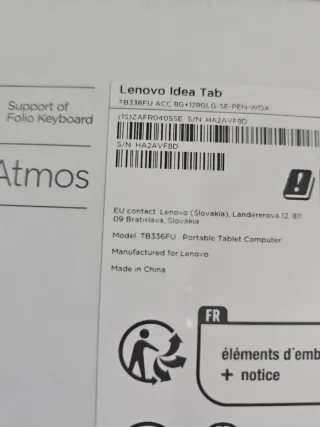 Lenovo Idea Tab
TB336FU ACC 8G+128GLG-SE-PEN-WOA
(1S)ZAFR0405SE S/N HA2AVF8D
S/N HA2AVF8D
Support of
Folio Keyboard
Atmos
EU contact: Lenovo (Slovakia), Landererova 12, 811
09 Bratislava, Slovakia
Model: TB336FU Portable Tablet Computer
Manufactured for Lenovo
Made in China
FR
éléments d'emb
+ notice